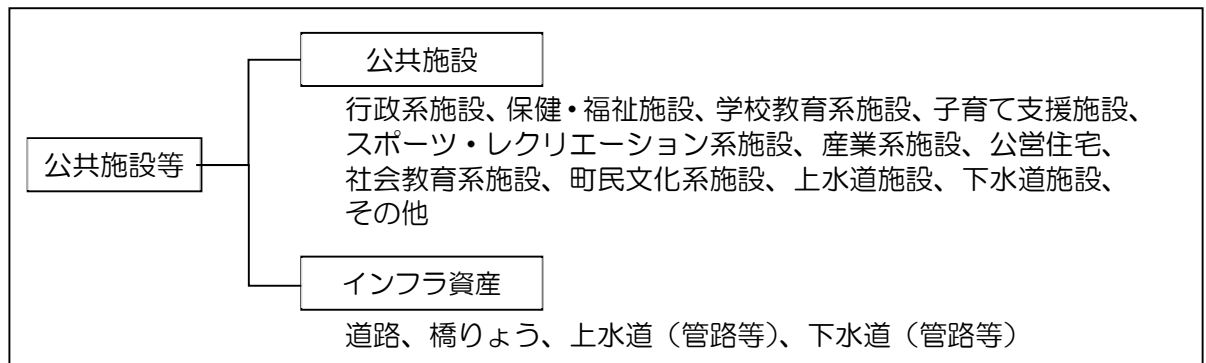 公共施設等
公共施設
行政系施設、保健・福祉施設、学校教育系施設、子育て支援施設、
スポーツ・レクリエーション系施設、産業系施設、公営住宅、
社会教育系施設、町民文化系施設、上水道施設、下水道施設、
その他
インフラ資産
道路、橋りょう、上水道（管路等）、下水道（管路等）